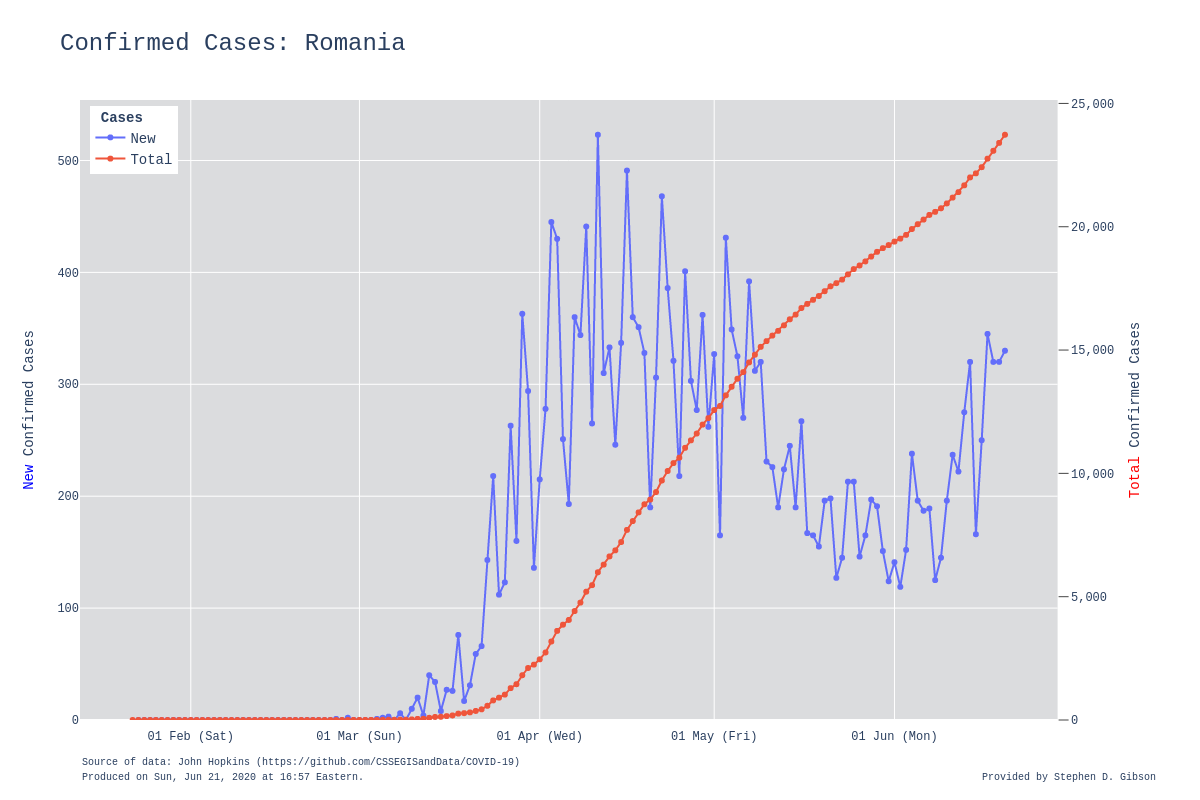 Confirmed Cases: Romania
Cases
New
Total
500
400
300
200
100
0
25,000
20,000
15,000
10,000
5,000
0
New Confirmed Cases
Total Confirmed Cases
01 Feb (Sat)
01 Mar (Sun)
01 Apr (Wed)
01 May (Fri)
01 Jun (Mon)
Source of data: John Hopkins (https://github.com/CSSEGISandData/COVID-19)
Produced on Sun, Jun 21, 2020 at 16:57 Eastern.
Provided by Stephen D. Gibson